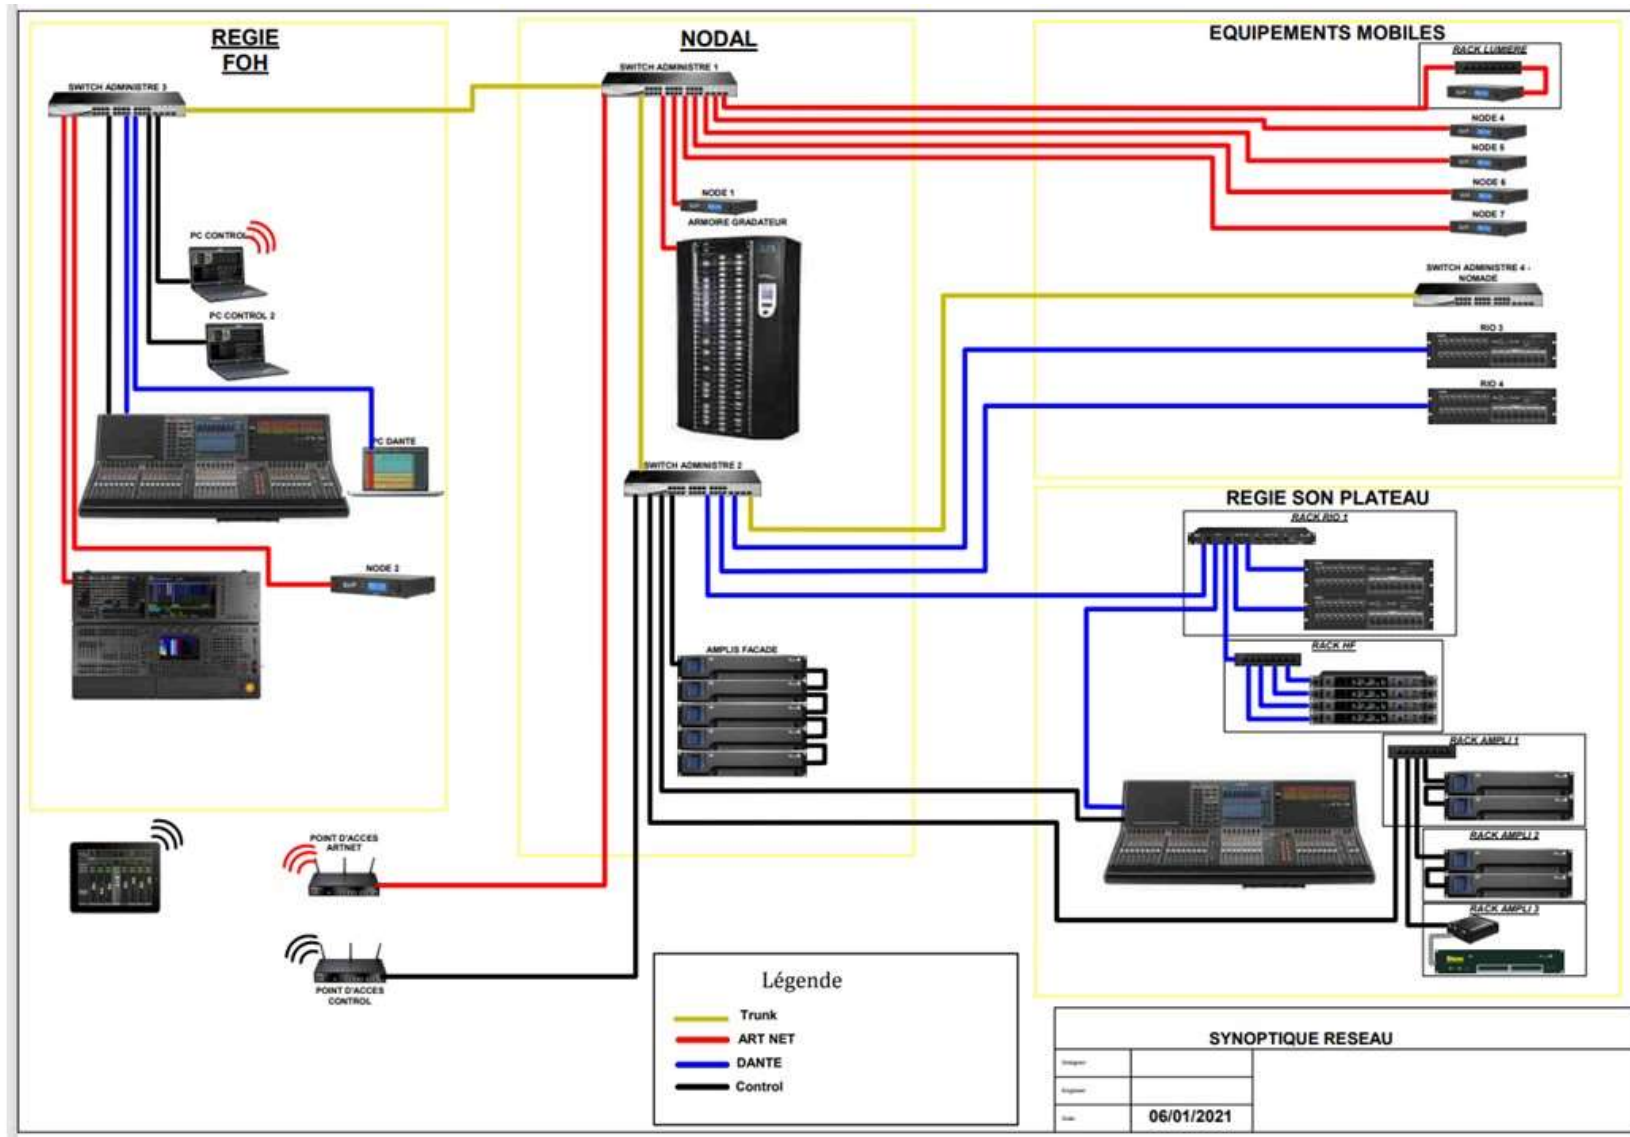 REGIE
FOH
SWITCH ADMINISTRE 3
PC CONTROL
PC CONTROL 2
PC DANTE
NODE 2
NODAL
SWITCH ADMINISTRE 1
NODE 1
ARMOIRE GRADATEUR
SWITCH ADMINISTRE 2
AMPLIS FACADE
EQUIPEMENTS MOBILES
RACK LUMIERE
NODE 4
NODE 5
NODE 6
NODE 7
SWITCH ADMINISTRE 4 -
NOMADE
RIO 3
RIO 4
REGIE SON PLATEAU
RACK RIO 1
RACK HF
RACK AMPLI 1
RACK AMPLI 2
RACK AMPLI 3
POINT D'ACCES
ARTNET
POINT D'ACCES
CONTROL
Légende
Trunk
ART NET
DANTE
Control
SYNOPTIQUE RESEAU
06/01/2021